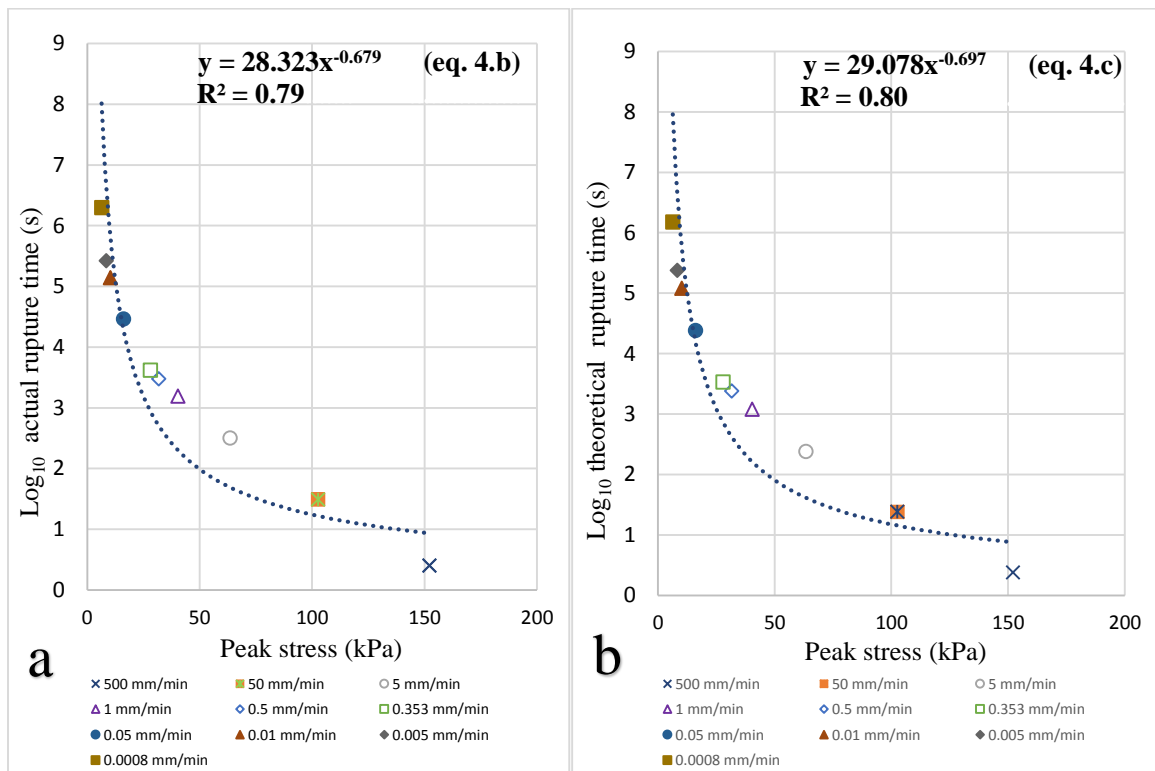 y = 28.323x^-0.679 (eq. 4.b)
R² = 0.79
Log₁₀ actual rupture time (s)
9
8
7
6
5
4
3
2
1
0
0 50 100 150 200
Peak stress (kPa)
a
500 mm/min 50 mm/min 5 mm/min
1 mm/min 0.5 mm/min 0.353 mm/min
0.05 mm/min 0.01 mm/min 0.005 mm/min
0.0008 mm/min
y = 29.078x^-0.697 (eq. 4.c)
R² = 0.80
Log₁₀ theoretical rupture time (s)
9
8
7
6
5
4
3
2
1
0
0 50 100 150 200
Peak stress (kPa)
b
500 mm/min 50 mm/min 5 mm/min
1 mm/min 0.5 mm/min 0.353 mm/min
0.05 mm/min 0.01 mm/min 0.005 mm/min
0.0008 mm/min